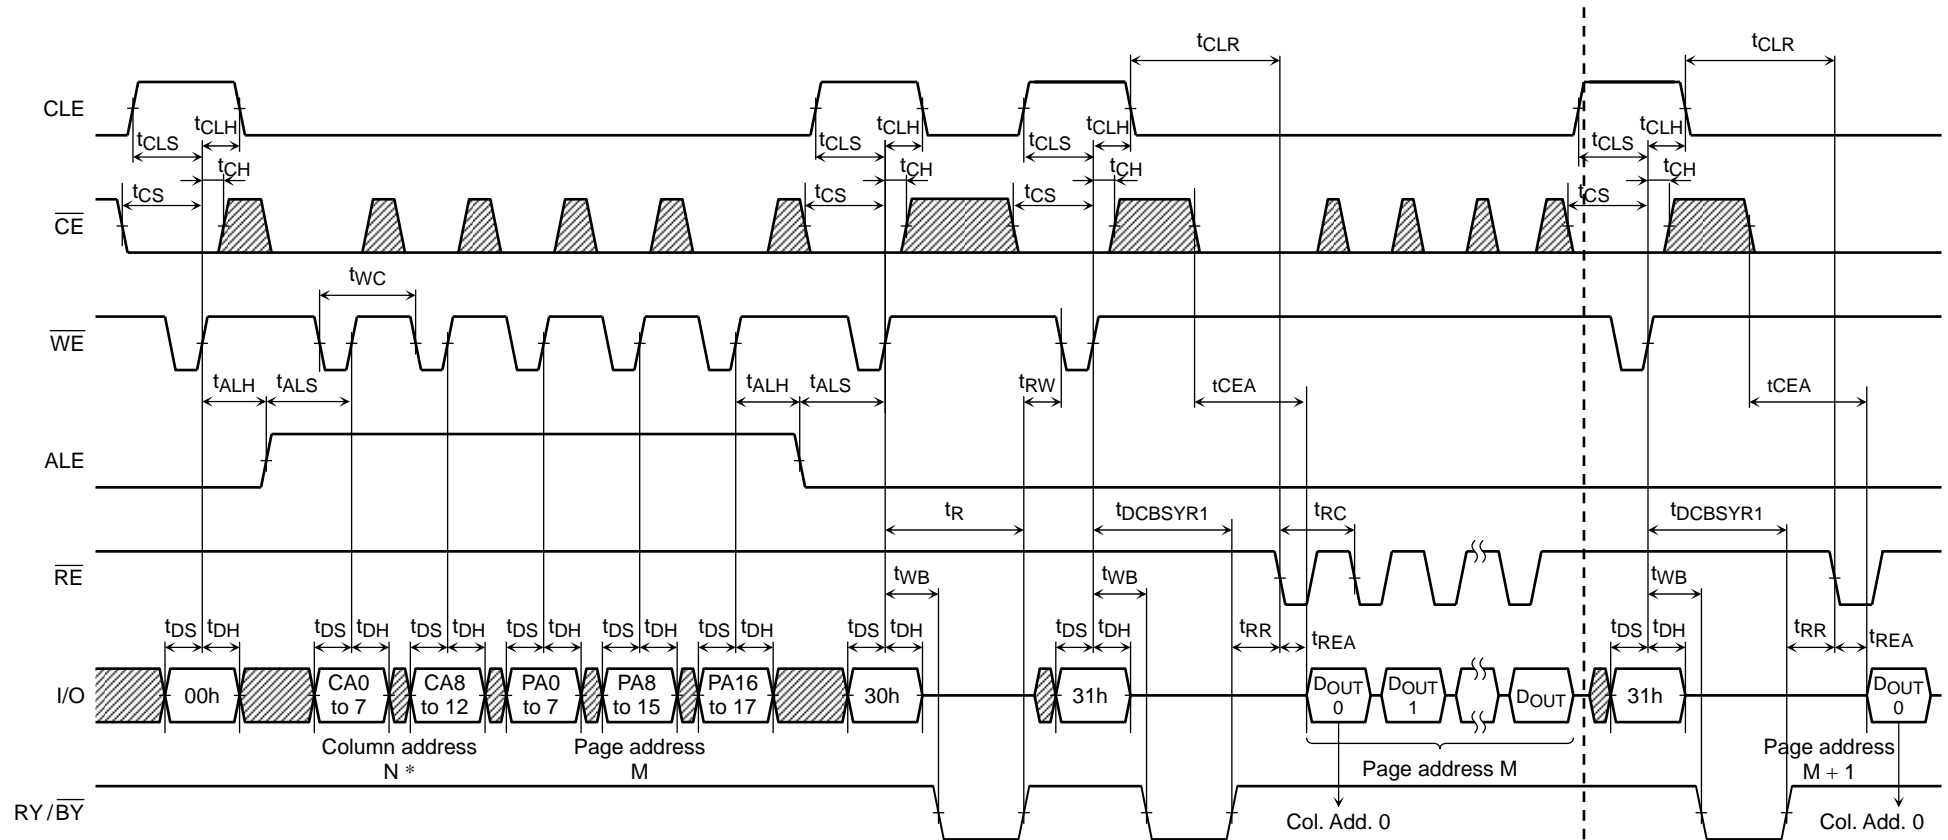 tCLR tCLR
CLE
tCLS tCLH tCLS tCLH tCLS tCLH tCLS tCLH
tCH tCH tCH tCH
tCS tCS tCS tCS
CE
tWC
WE
tALH tALS tALH tALS tRW tCEA tCEA
ALE
tR tDCBSYR1 tRC tDCBSYR1
RE
tWB tWB tWB
tDS tDH tDS tDH tDS tDH tDS tDH tDS tDH tDS tDH tDS tDH tDS tDH tRR tREA tDS tDH tRR tREA
I/O
00h
CA0 to 7
CA8 to 12
PA0 to 7
PA8 to 15
PA16 to 17
30h
31h
DOUT 0
DOUT 1
DOUT
31h
DOUT 0
Column address
N *
Page address
M
Page address M
Page address
M + 1
RY/BY
Col. Add. 0
Col. Add. 0